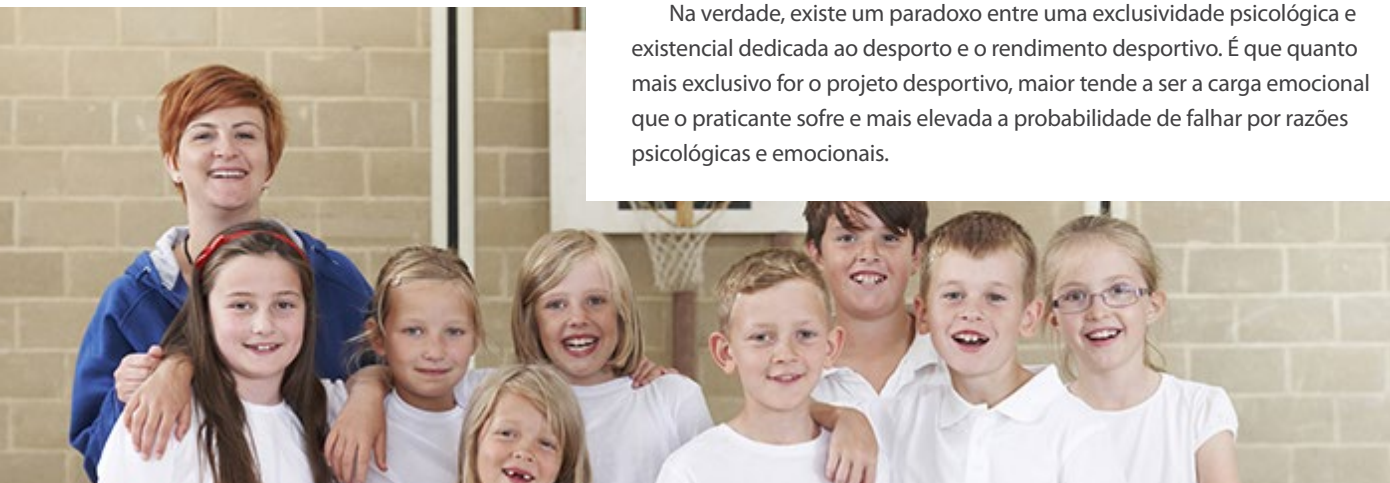 Na verdade, existe um paradoxo entre uma exclusividade psicológica e
existencial dedicada ao desporto e o rendimento desportivo. É que quanto
mais exclusivo for o projeto desportivo, maior tende a ser a carga emocional
que o praticante sofre e mais elevada a probabilidade de falhar por razões
psicológicas e emocionais.